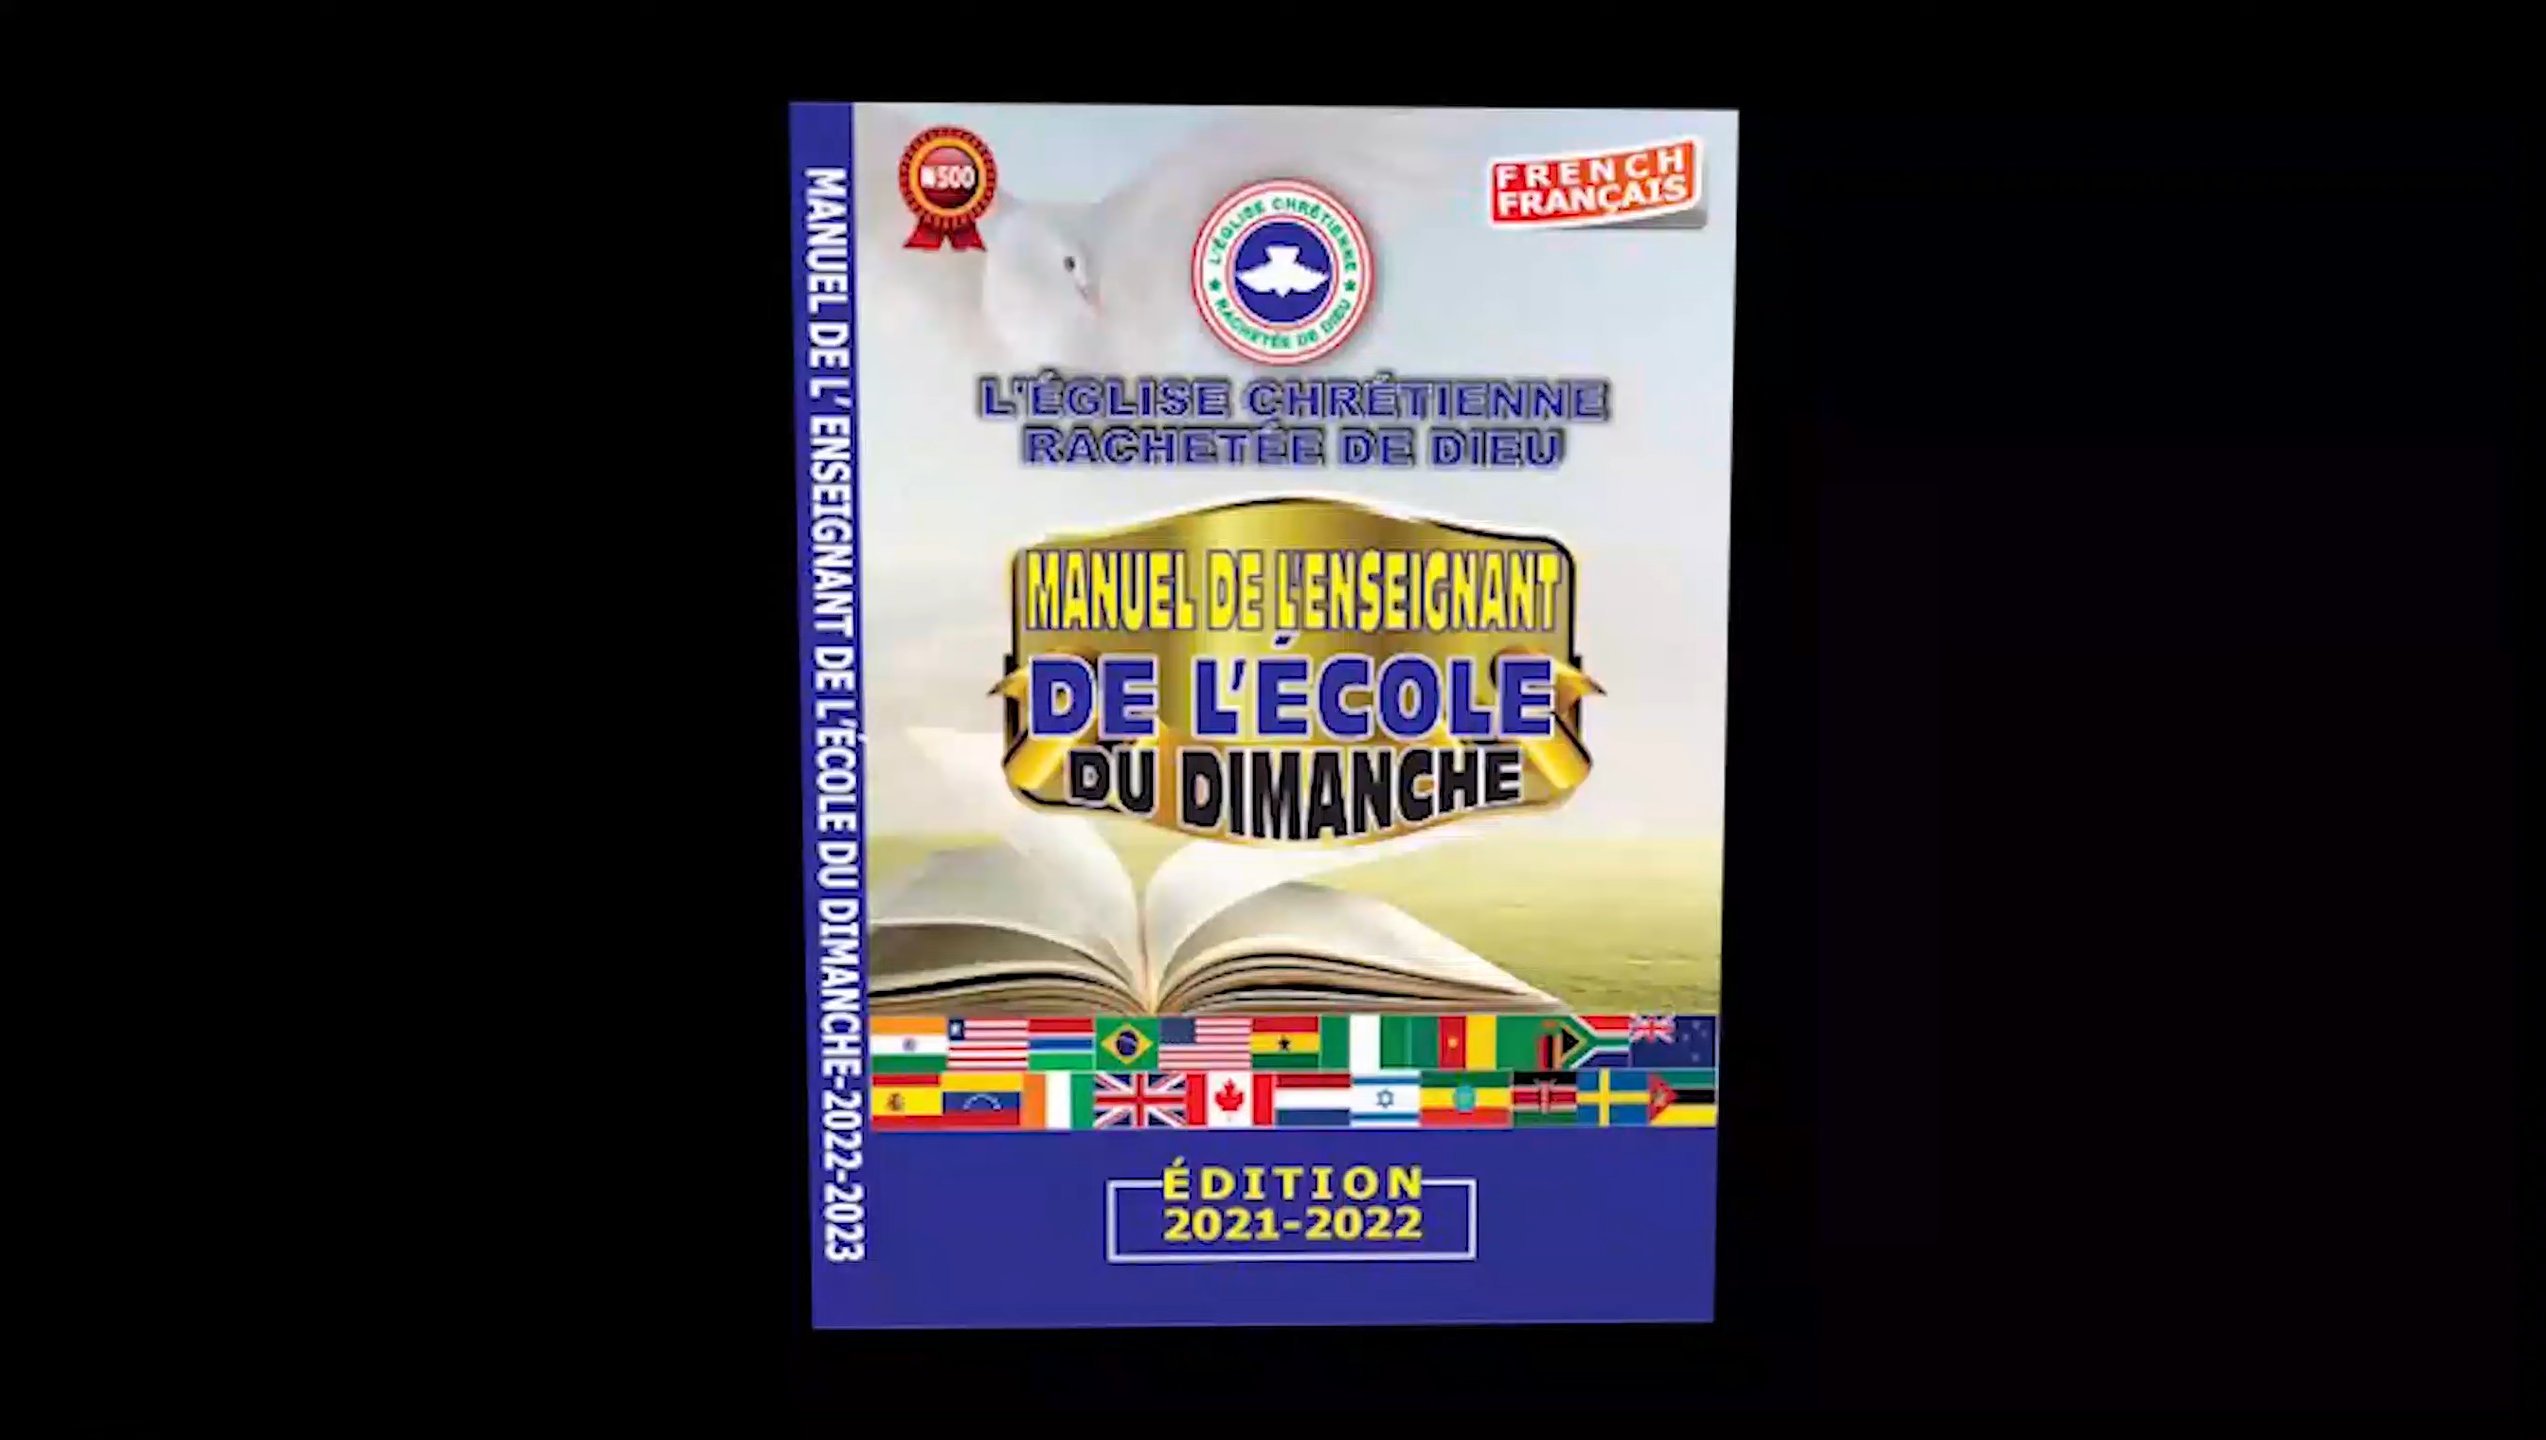 MANUEL DE L' ENSEIGNANT DE L'ÉCOLE DU DIMANCHE-2022-2023
₦500
FRENCH
FRANÇAIS
L'ÉGLISE CHRÉTIENNE
RACHETÉE DE DIEU
L'ÉGLISE CHRÉTIENNE
RACHETÉE DE DIEU
MANUEL DE L'ENSEIGNANT
DE L'ÉCOLE
DU DIMANCHE
ÉDITION
2021-2022